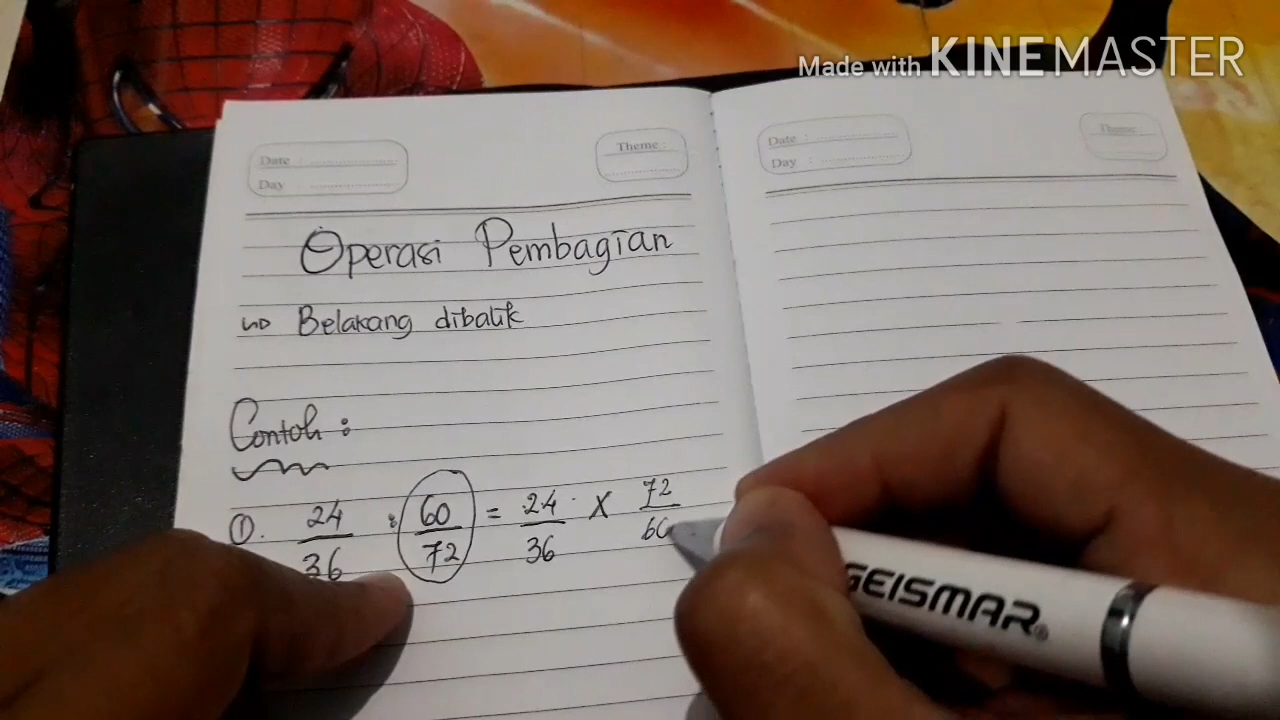 Made with KINEMASTER
Date :
Day
Theme :
Date :
Day :
Theme :
Operasi Pembagian
Belakang dibalik
Contoh :
①. 24/36 : 60/72 = 24/36 X 72/60
GEISMAR